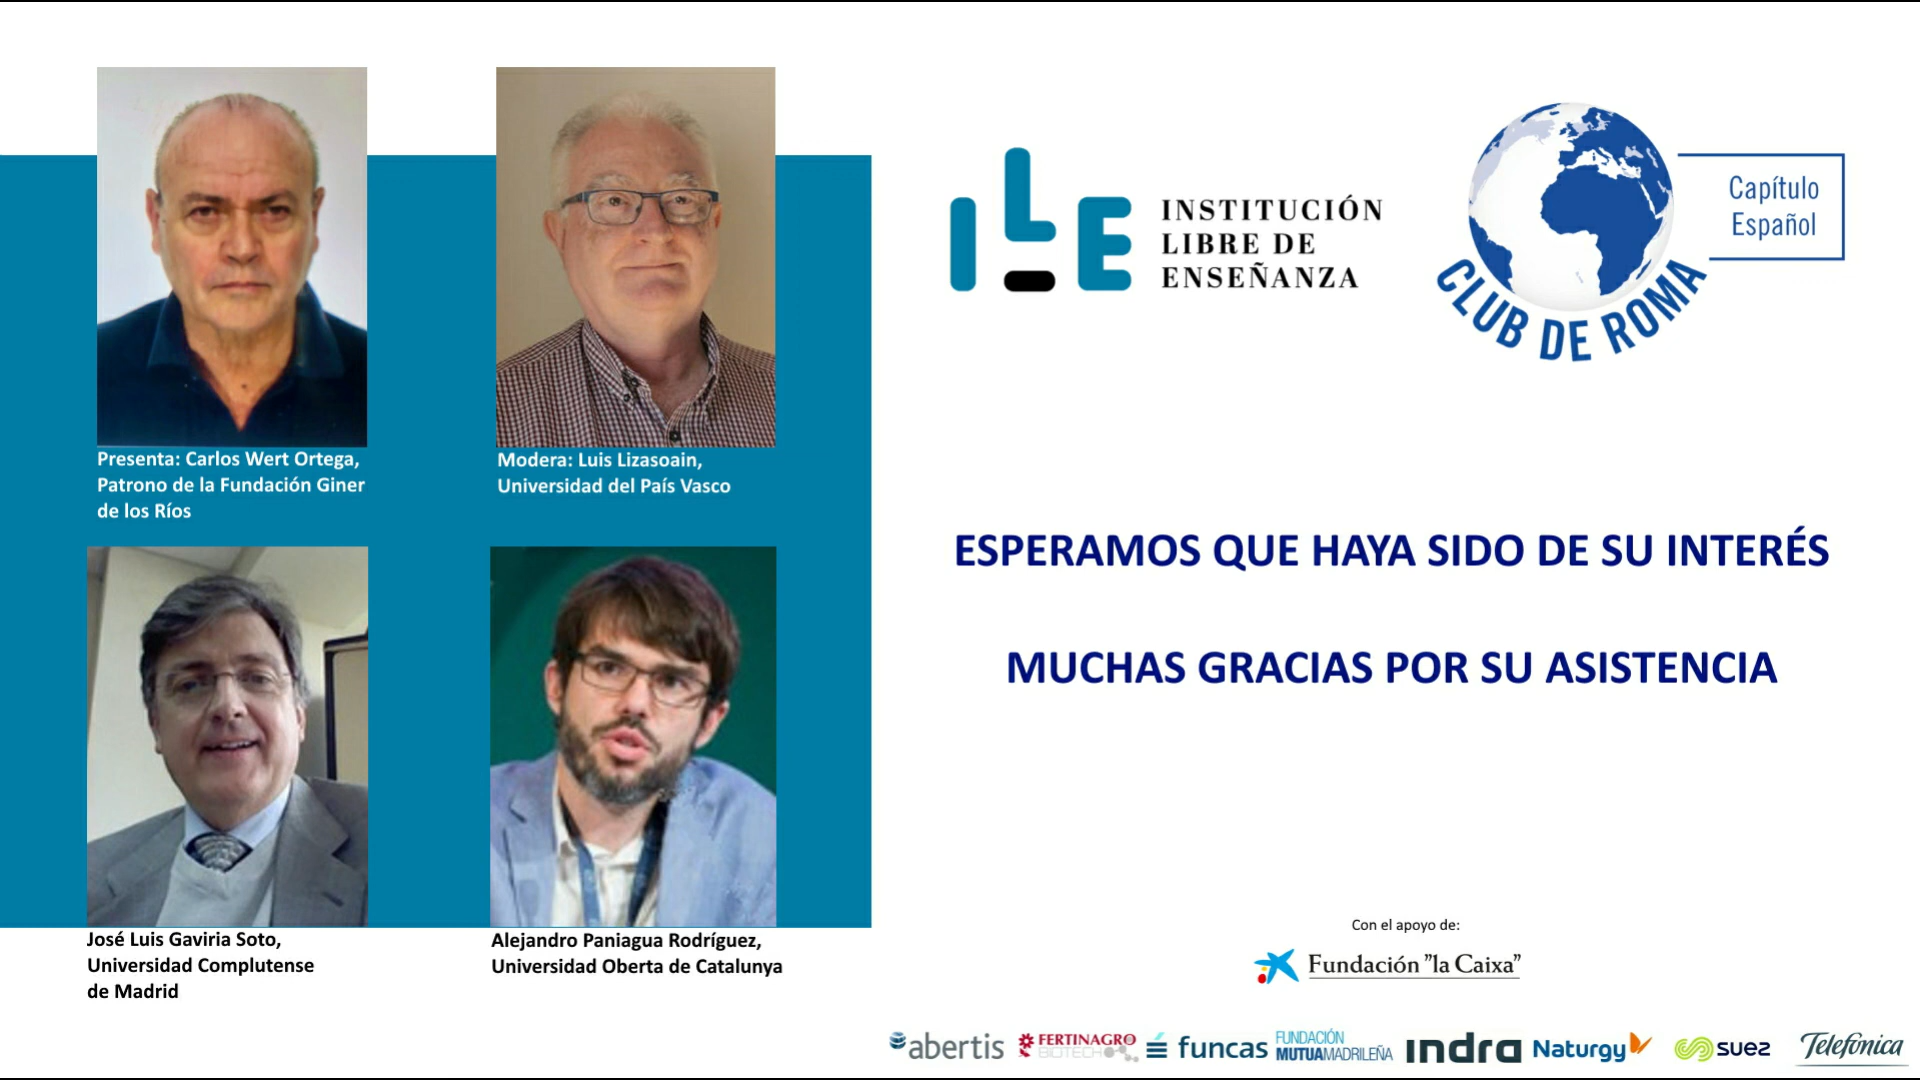 Presenta: Carlos Wert Ortega,
Patrono de la Fundación Giner
de los Ríos
Modera: Luis Lizasoain,
Universidad del País Vasco
José Luis Gaviria Soto,
Universidad Complutense
de Madrid
Alejandro Paniagua Rodríguez,
Universidad Oberta de Catalunya
ILE
INSTITUCIÓN
LIBRE DE
ENSEÑANZA
Capítulo
Español
CLUB DE ROMA
ESPERAMOS QUE HAYA SIDO DE SU INTERÉS
MUCHAS GRACIAS POR SU ASISTENCIA
Con el apoyo de:
Fundación "la Caixa"
abertis
FERTINAGRO
BIOTECH
funcas
FUNDACIÓN
MUTUAMADRILEÑA
indra
Naturgy
suez
Telefónica